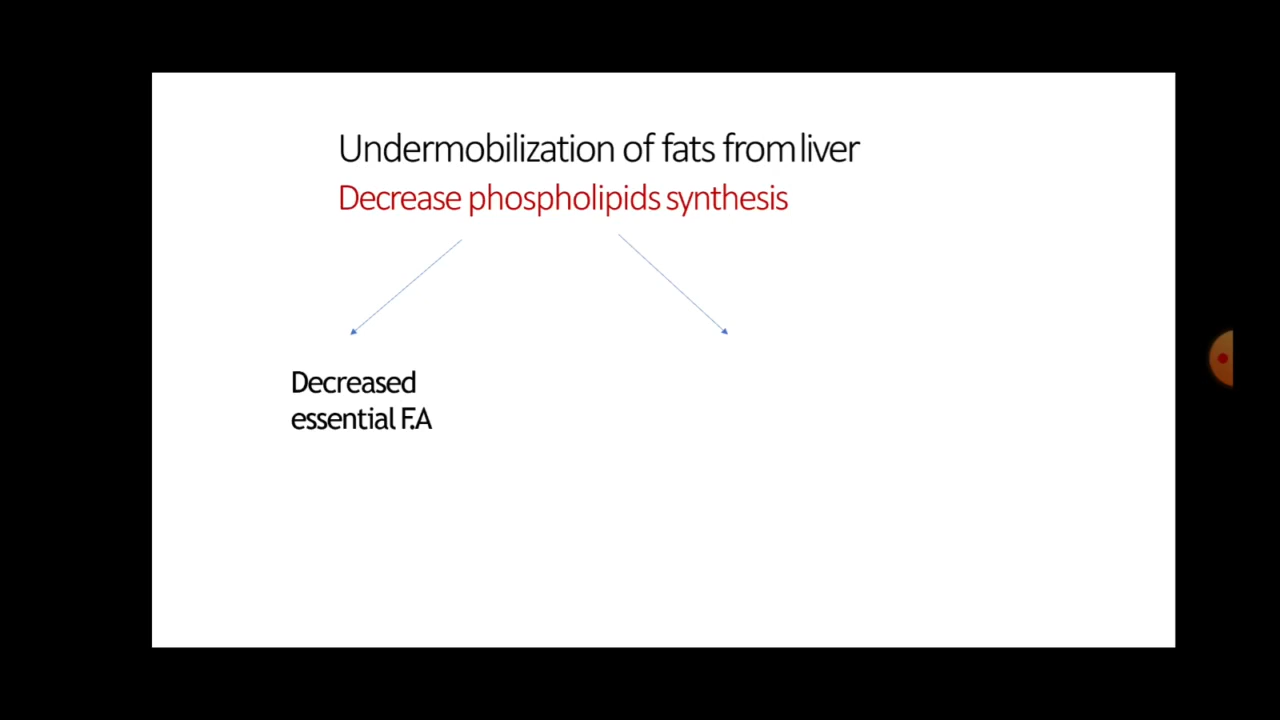 Undermobilization of fats from liver
Decrease phospholipids synthesis
Decreased
essential F.A